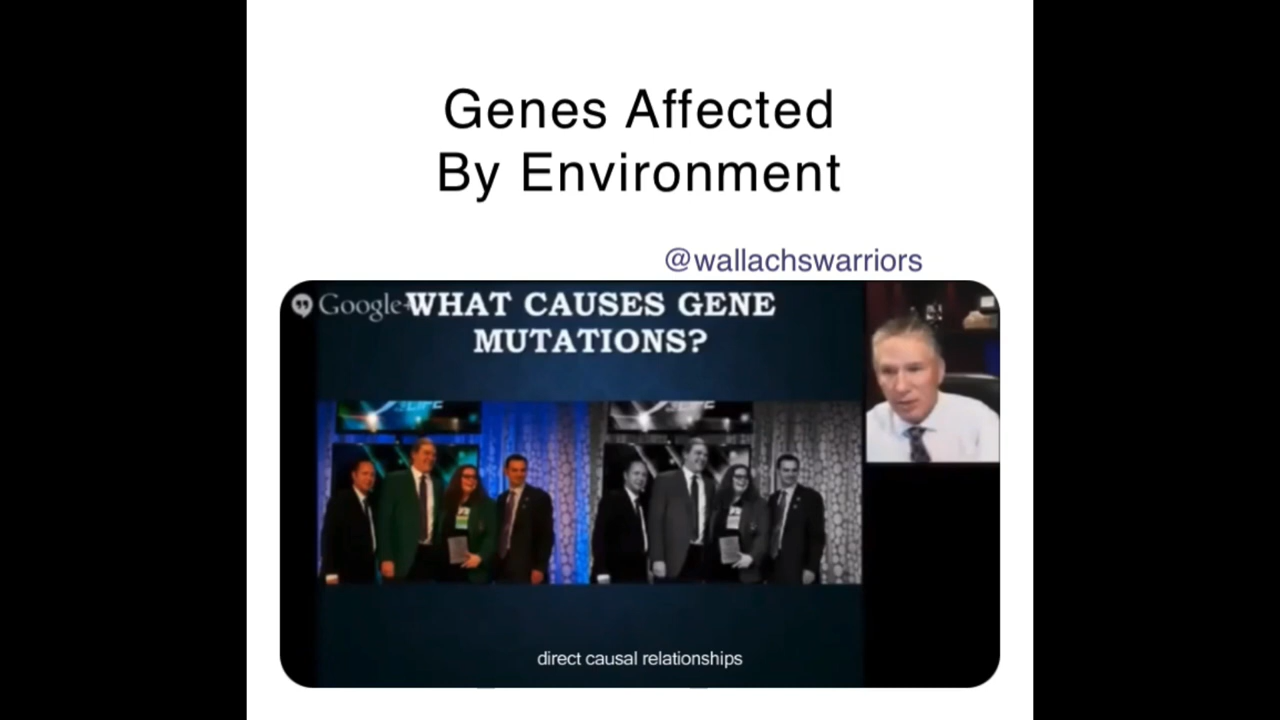 Genes Affected
By Environment
@wallachswarriors
Google+
WHAT CAUSES GENE
MUTATIONS?
direct causal relationships